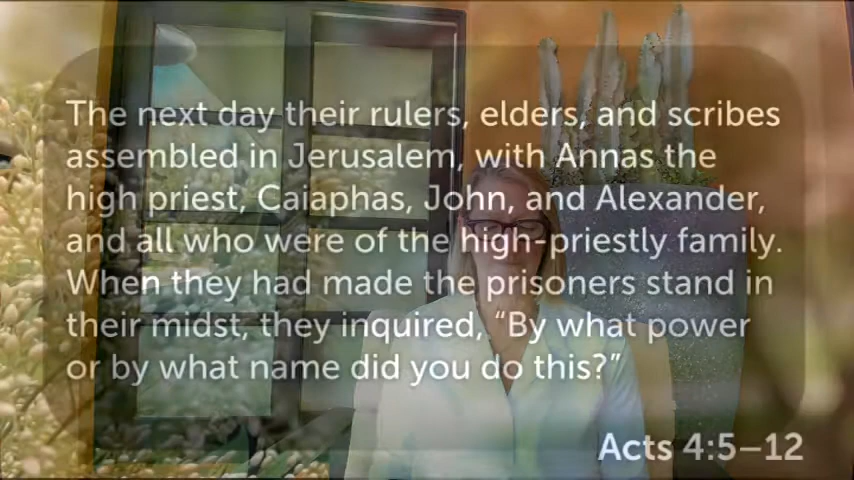 The next day their rulers, elders, and scribes
assembled in Jerusalem, with Annas the
high priest, Caiaphas, John, and Alexander,
and all who were of the high-priestly family.
When they had made the prisoners stand in
their midst, they inquired, “By what power
or by what name did you do this?”
Acts 4:5–12